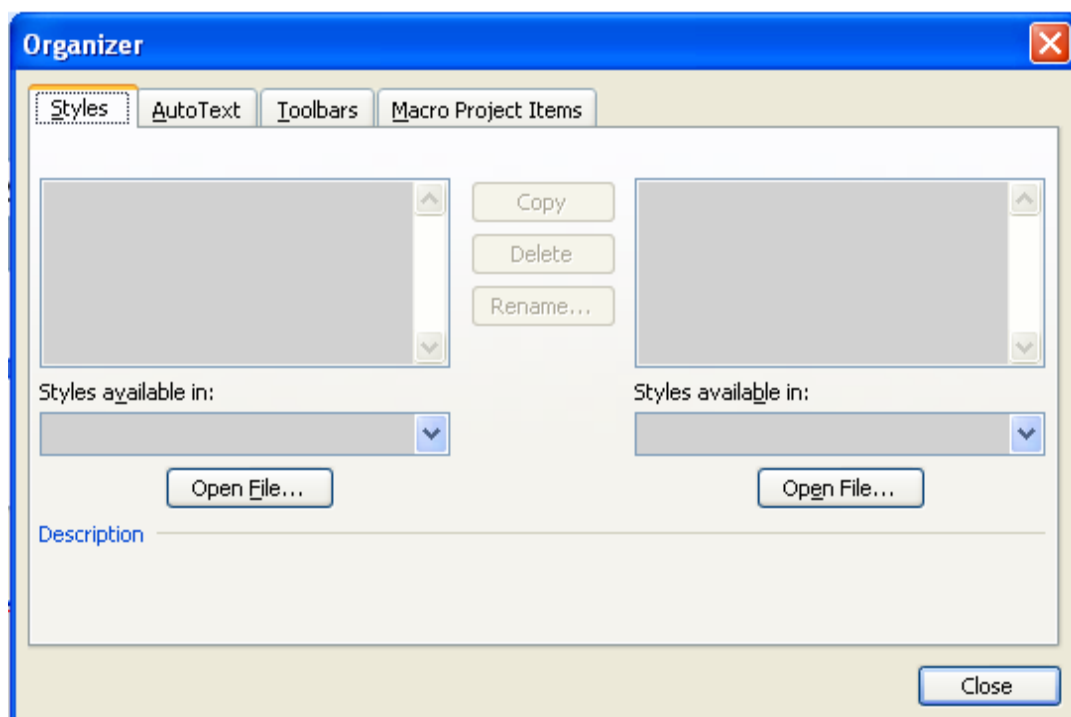 Organizer
Styles AutoText Toolbars Macro Project Items
Copy
Delete
Rename...
Styles available in: Styles available in:
Open File... Open File...
Description
Close